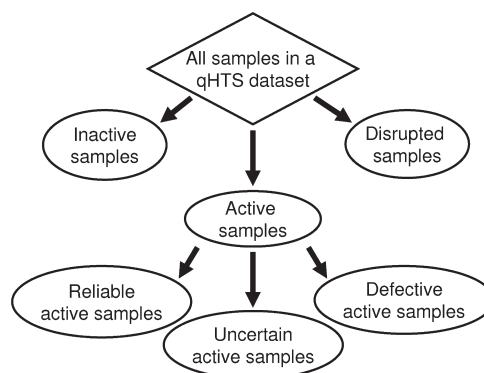 All samples in a
qHTS dataset
Inactive
samples
Disrupted
samples
Active
samples
Reliable
active samples
Uncertain
active samples
Defective
active samples